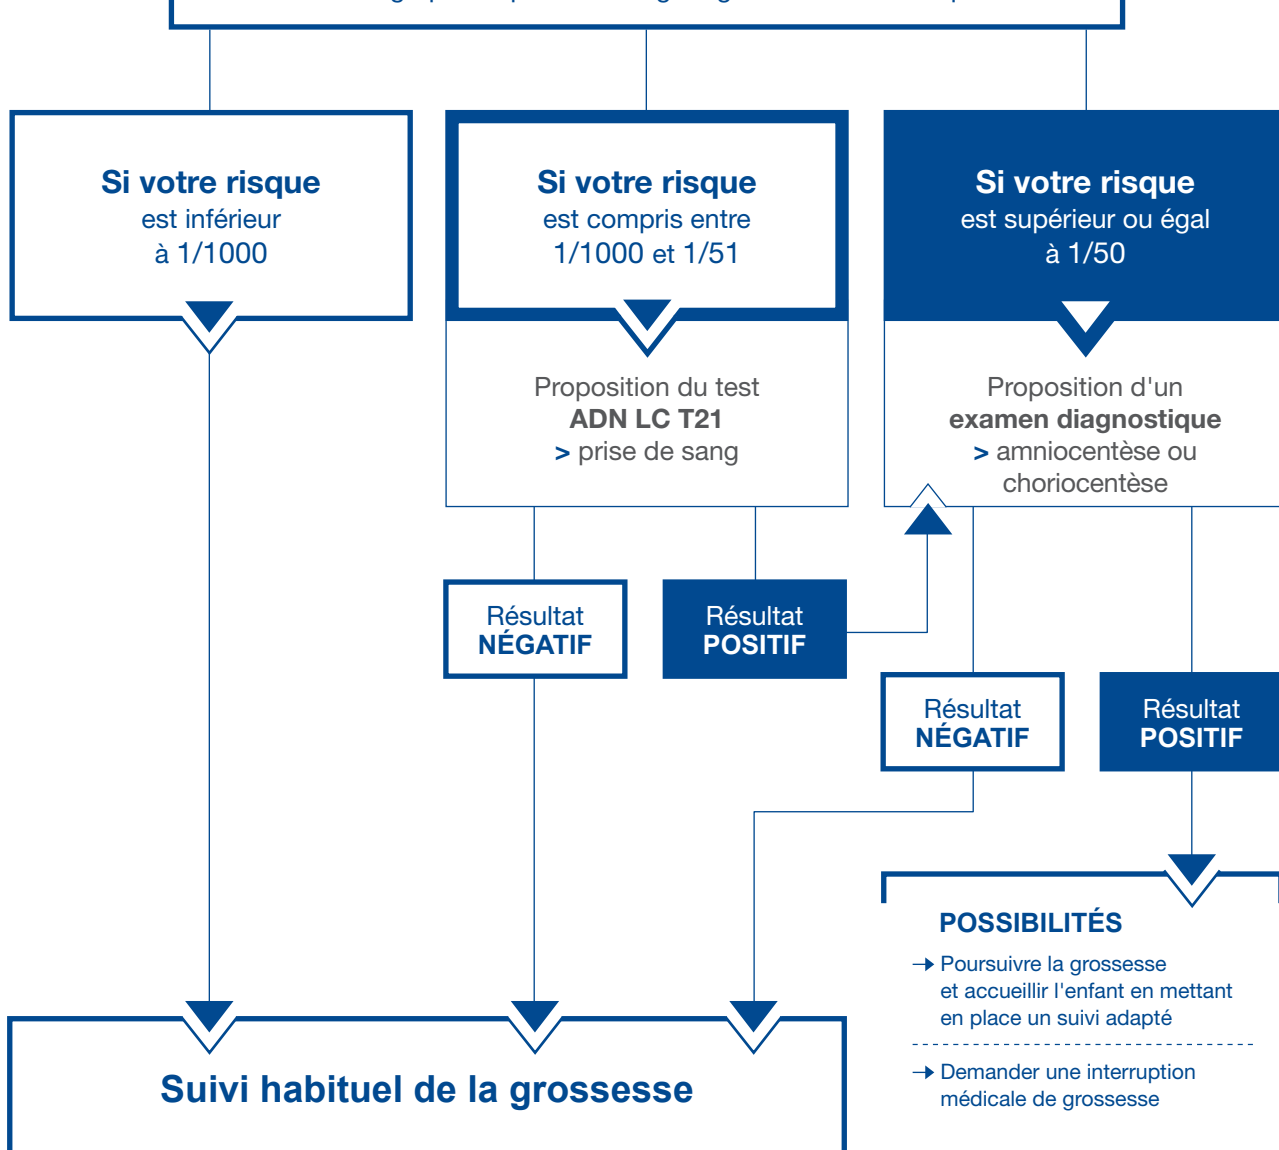 Si votre risque
est inférieur
à 1/1000
Si votre risque
est compris entre
1/1000 et 1/51
Si votre risque
est supérieur ou égal
à 1/50
Proposition du test
ADN LC T21
> prise de sang
Proposition d'un
examen diagnostique
> amniocentèse ou
choriocentèse
Résultat
NÉGATIF
Résultat
POSITIF
Résultat
NÉGATIF
Résultat
POSITIF
POSSIBILITÉS
→ Poursuivre la grossesse
et accueillir l'enfant en mettant
en place un suivi adapté
→ Demander une interruption
médicale de grossesse
Suivi habituel de la grossesse